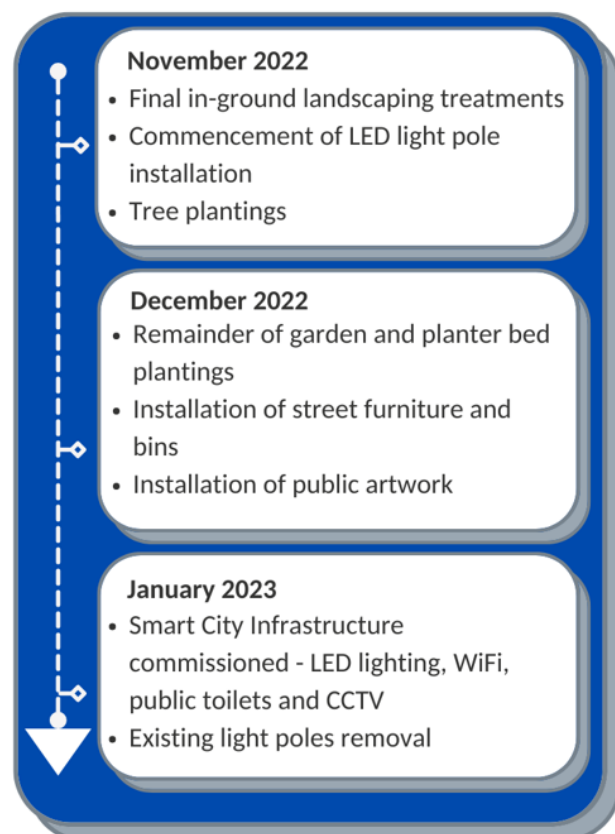 November 2022
• Final in-ground landscaping treatments
• Commencement of LED light pole
installation
• Tree plantings
December 2022
• Remainder of garden and planter bed
plantings
• Installation of street furniture and
bins
• Installation of public artwork
January 2023
• Smart City Infrastructure
commissioned - LED lighting, WiFi,
public toilets and CCTV
• Existing light poles removal